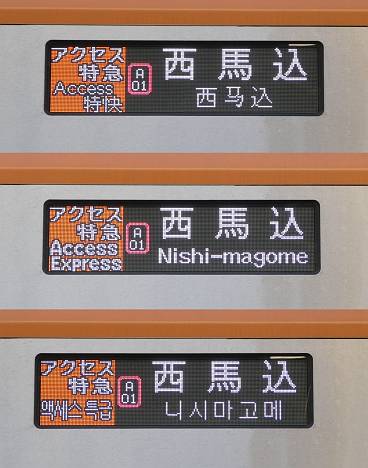 アクセス
特急
Access
特快
A
01
西馬込
西马込
アクセス
特急
Access
Express
A
01
西馬込
Nishi-magome
アクセス
特急
액세스특급
A
01
西馬込
니시마고메